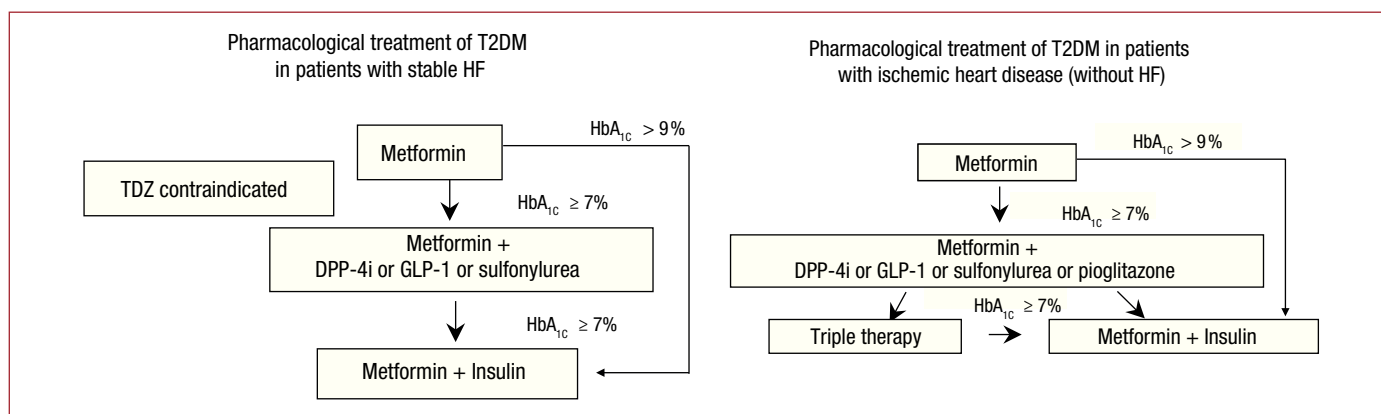 Pharmacological treatment of T2DM
in patients with stable HF
HbA1C > 9%
Metformin
TDZ contraindicated
HbA1C ≥ 7%
Metformin +
DPP-4i or GLP-1 or sulfonylurea
HbA1C ≥ 7%
Metformin + Insulin
Pharmacological treatment of T2DM in patients
with ischemic heart disease (without HF)
HbA1C > 9%
Metformin
HbA1C ≥ 7%
Metformin +
DPP-4i or GLP-1 or sulfonylurea or pioglitazone
HbA1C ≥ 7%
Triple therapy
Metformin + Insulin